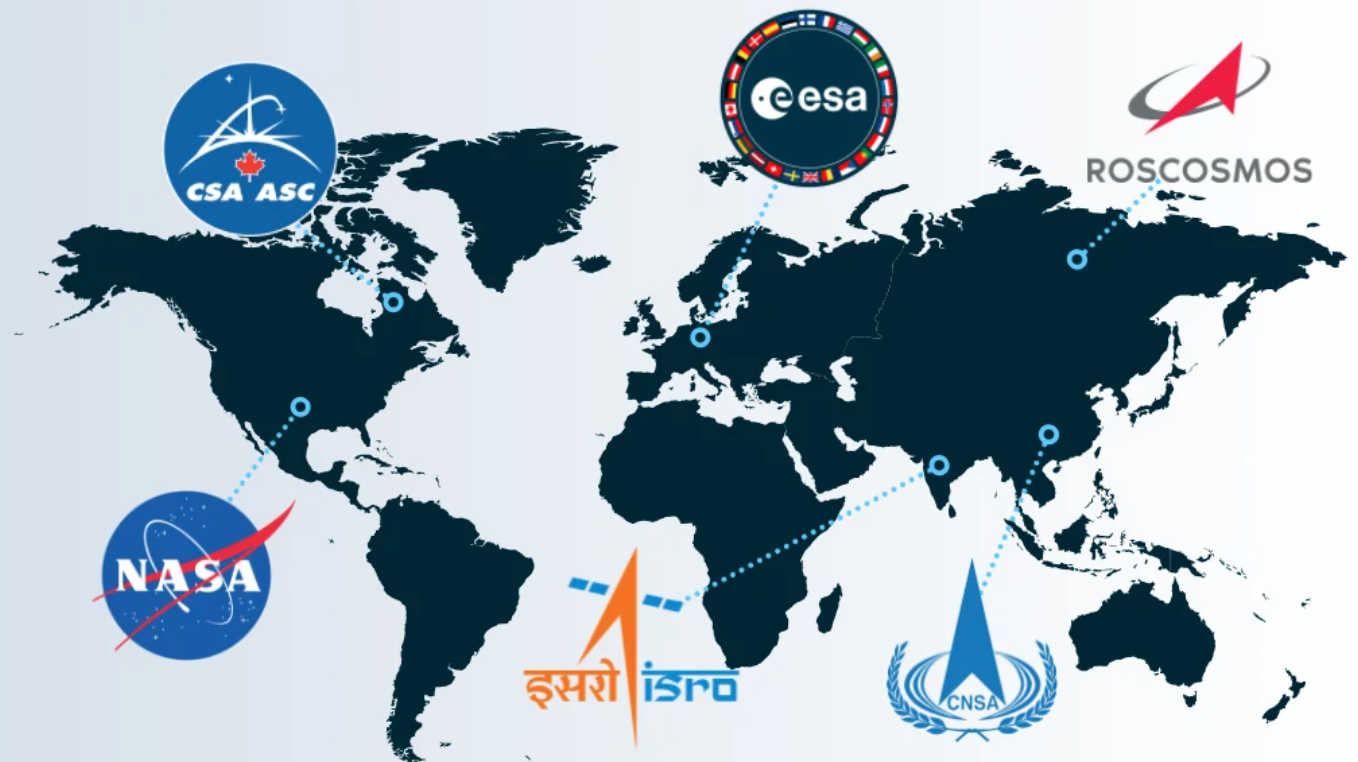 esa
CSA ASC
ROSCOSMOS
NASA
इसरो isro
CNSA